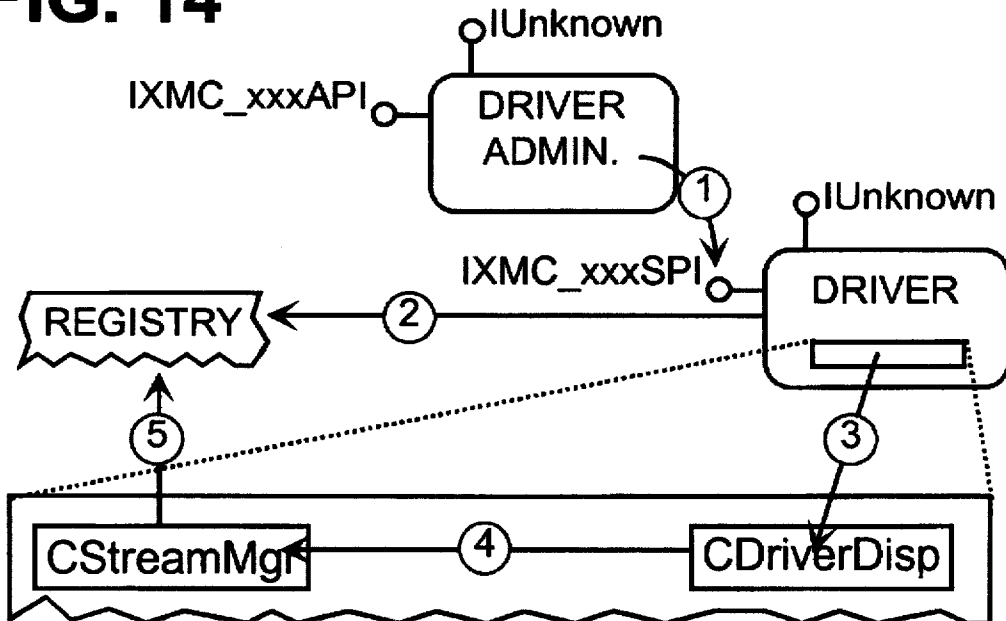 FIG. 14
IUnknown
IXMC_xxxAPI
DRIVER
ADMIN.
1
IUnknown
IXMC_xxxSPI
DRIVER
REGISTRY
2
5
3
CStreamMgr
4
CDriverDisp